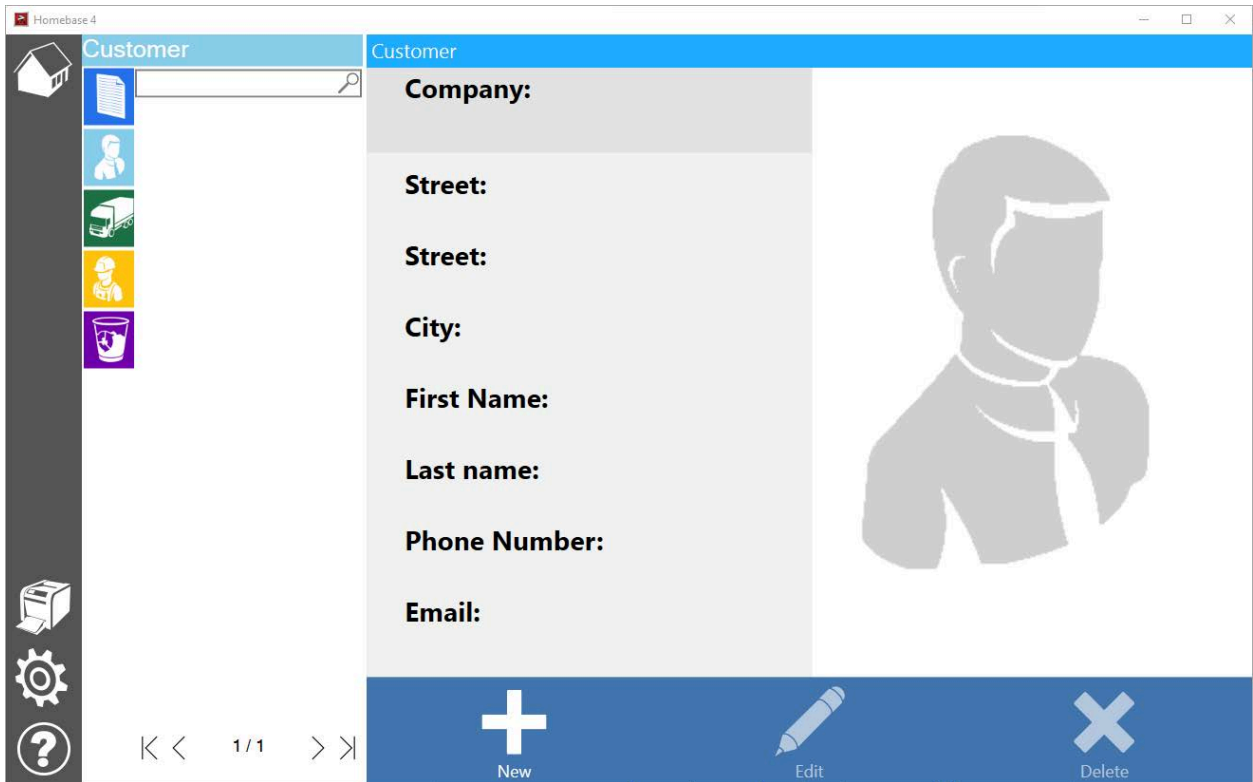 Homebase 4
Customer
Customer
Company:
Street:
Street:
City:
First Name:
Last name:
Phone Number:
Email:
1 / 1
New
Edit
Delete